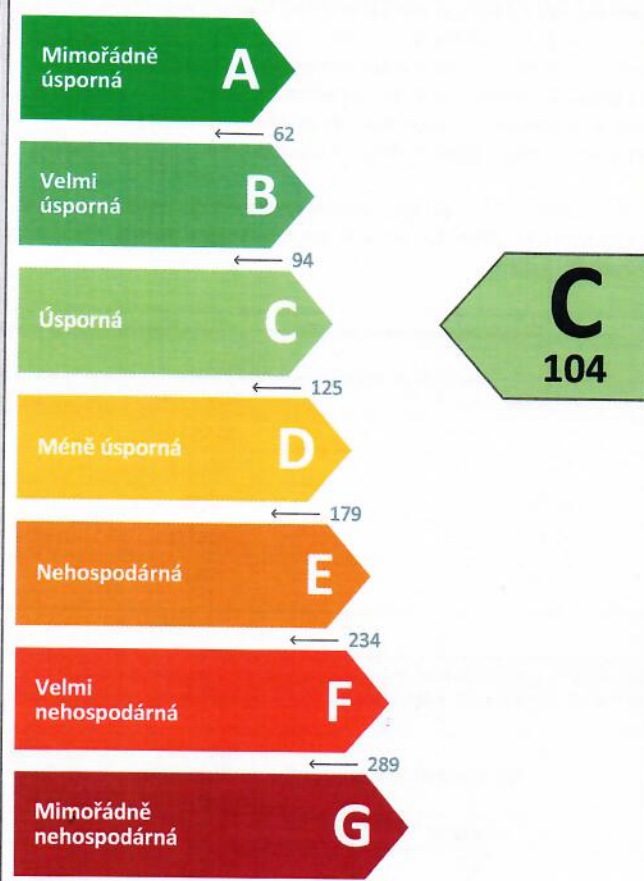 Mimořádně
úsporná
A
62
Velmi
úsporná
B
94
Úsporná
C
125
C
104
Méně úsporná
D
179
Nehospodárná
E
234
Velmi
nehospodárná
F
289
Mimořádně
nehospodárná
G